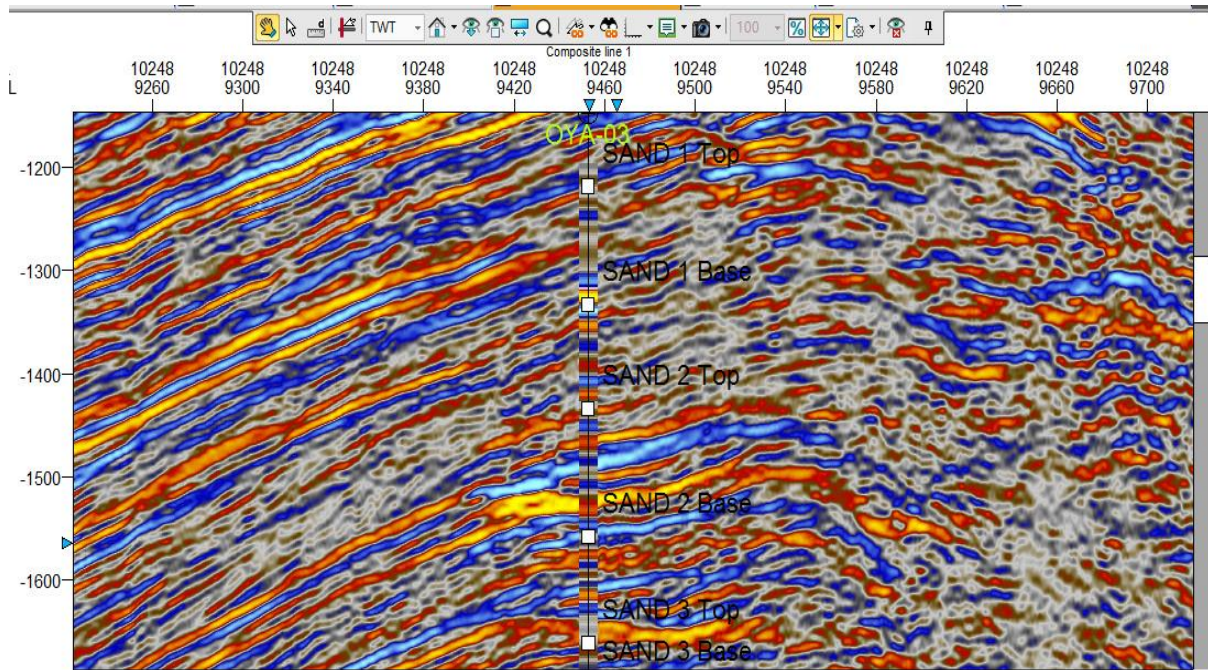 TWT
100
%
Composite line 1
10248 10248 10248 10248 10248 10248 10248 10248 10248 10248 10248 10248
L 9260 9300 9340 9380 9420 9460 9500 9540 9580 9620 9660 9700
OYA-03
SAND 1 Top
-1200
-1300
SAND 1 Base
-1400
SAND 2 Top
-1500
SAND 2 Base
-1600
SAND 3 Top
SAND 3 Base